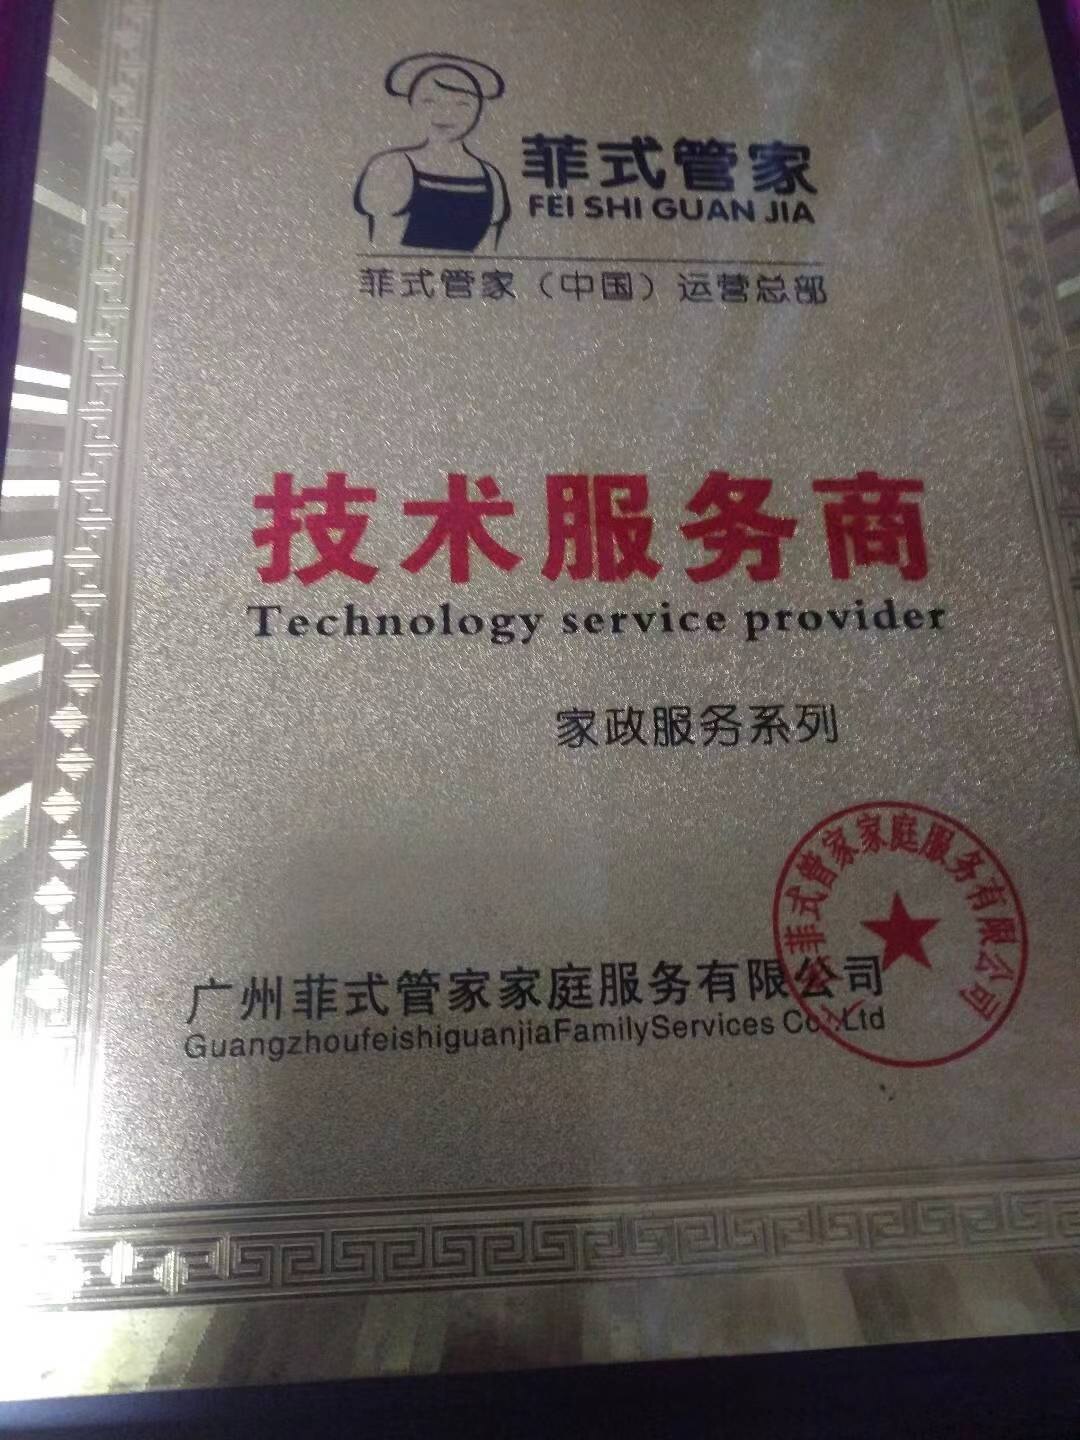 菲式管家
FEI SHI GUAN JIA
菲式管家（中国）运营总部
技术服务商
Technology service provider
家政服务系列
广州菲式管家家庭服务有限公司
GuangzhoufeishiguanjiaFamilyServices Co., Ltd
菲式管家家庭服务有限公司